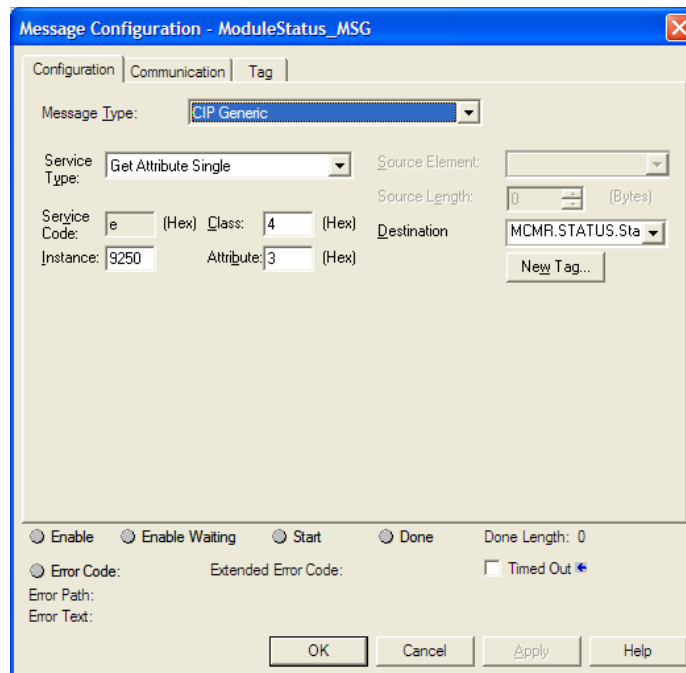 Message Configuration - ModuleStatus_MSG
Configuration Communication Tag
Message Type: CIP Generic
Service Type: Get Attribute Single
Source Element:
Source Length: 0 (Bytes)
Service Code: e (Hex) Class: 4 (Hex)
Destination MCMR.STATUS.Sta
Instance: 9250 Attribute: 3 (Hex)
New Tag...
Enable Enable Waiting Start Done Done Length: 0
Error Code: Extended Error Code: Timed Out
Error Path:
Error Text:
OK Cancel Apply Help